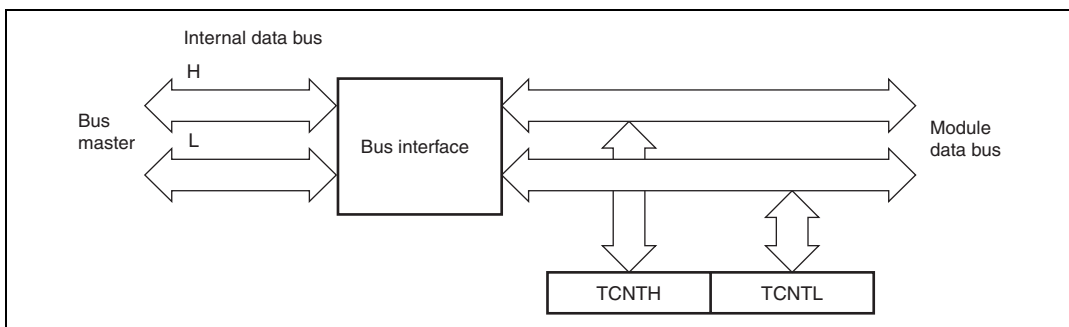 Internal data bus
H
Bus
master
L
Bus interface
Module
data bus
TCNTH
TCNTL